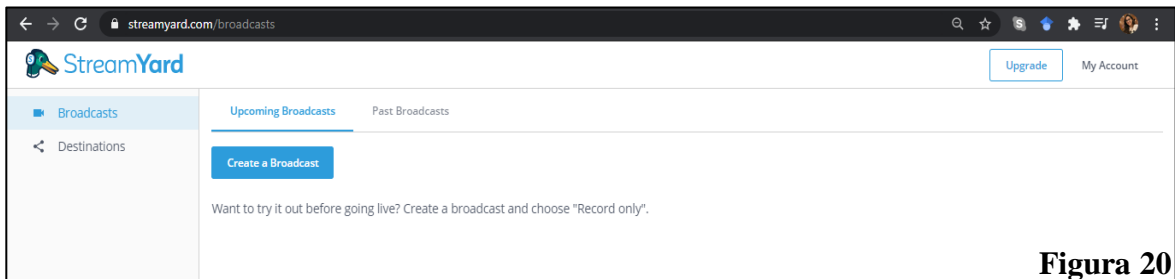 streamyard.com/broadcasts
StreamYard
Upgrade
My Account
Broadcasts
Upcoming Broadcasts
Past Broadcasts
Destinations
Create a Broadcast
Want to try it out before going live? Create a broadcast and choose "Record only".
Figura 20